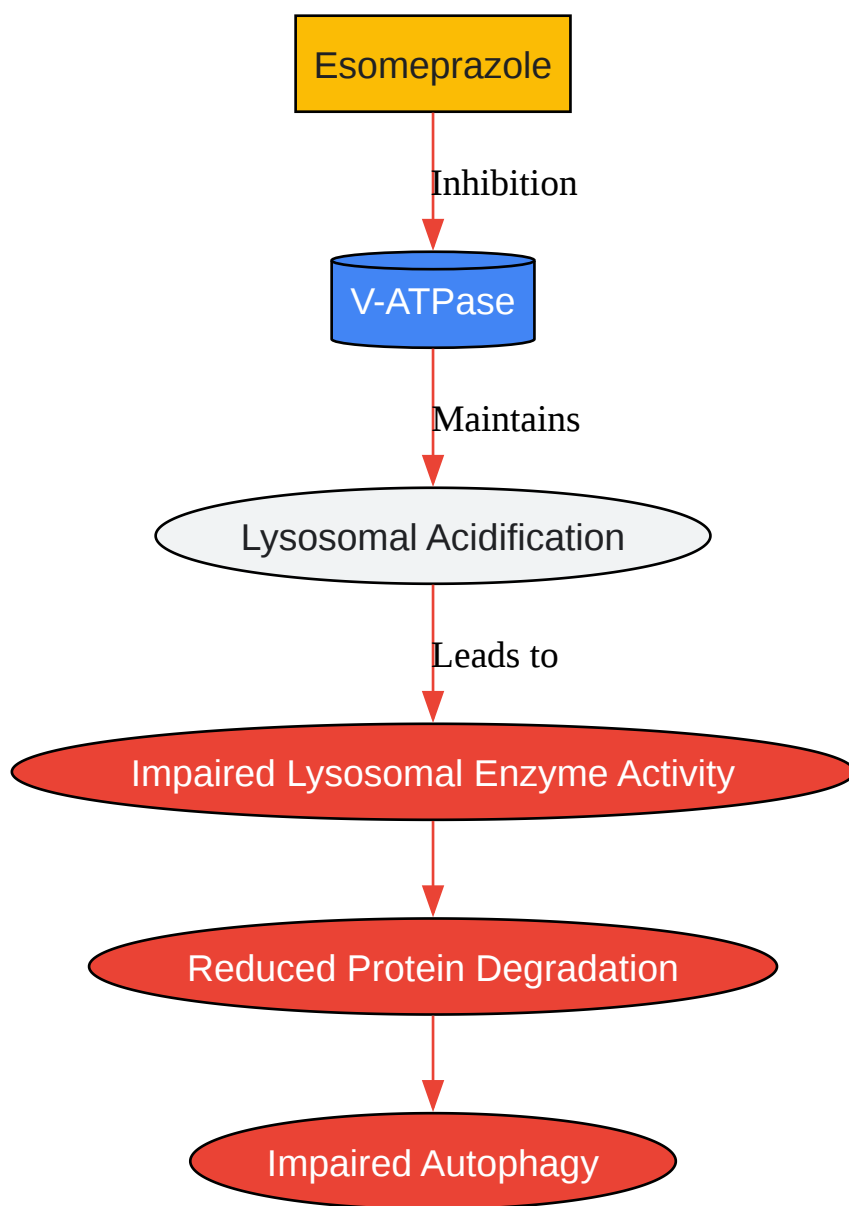 Esomeprazole
Inhibition
V-ATPase
Maintains
Lysosomal Acidification
Leads to
Impaired Lysosomal Enzyme Activity
Reduced Protein Degradation
Impaired Autophagy